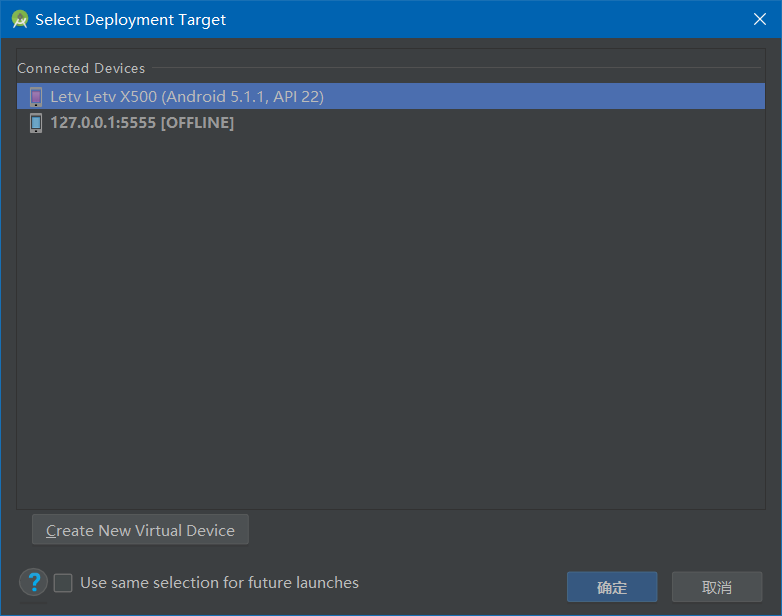 Select Deployment Target
Connected Devices
Letv Letv X500 (Android 5.1.1, API 22)
127.0.0.1:5555 [OFFLINE]
Create New Virtual Device
? Use same selection for future launches
确定 取消